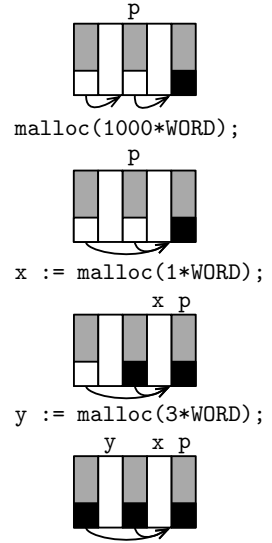 p
malloc(1000*WORD);
p
x := malloc(1*WORD);
x p
y := malloc(3*WORD);
y x p